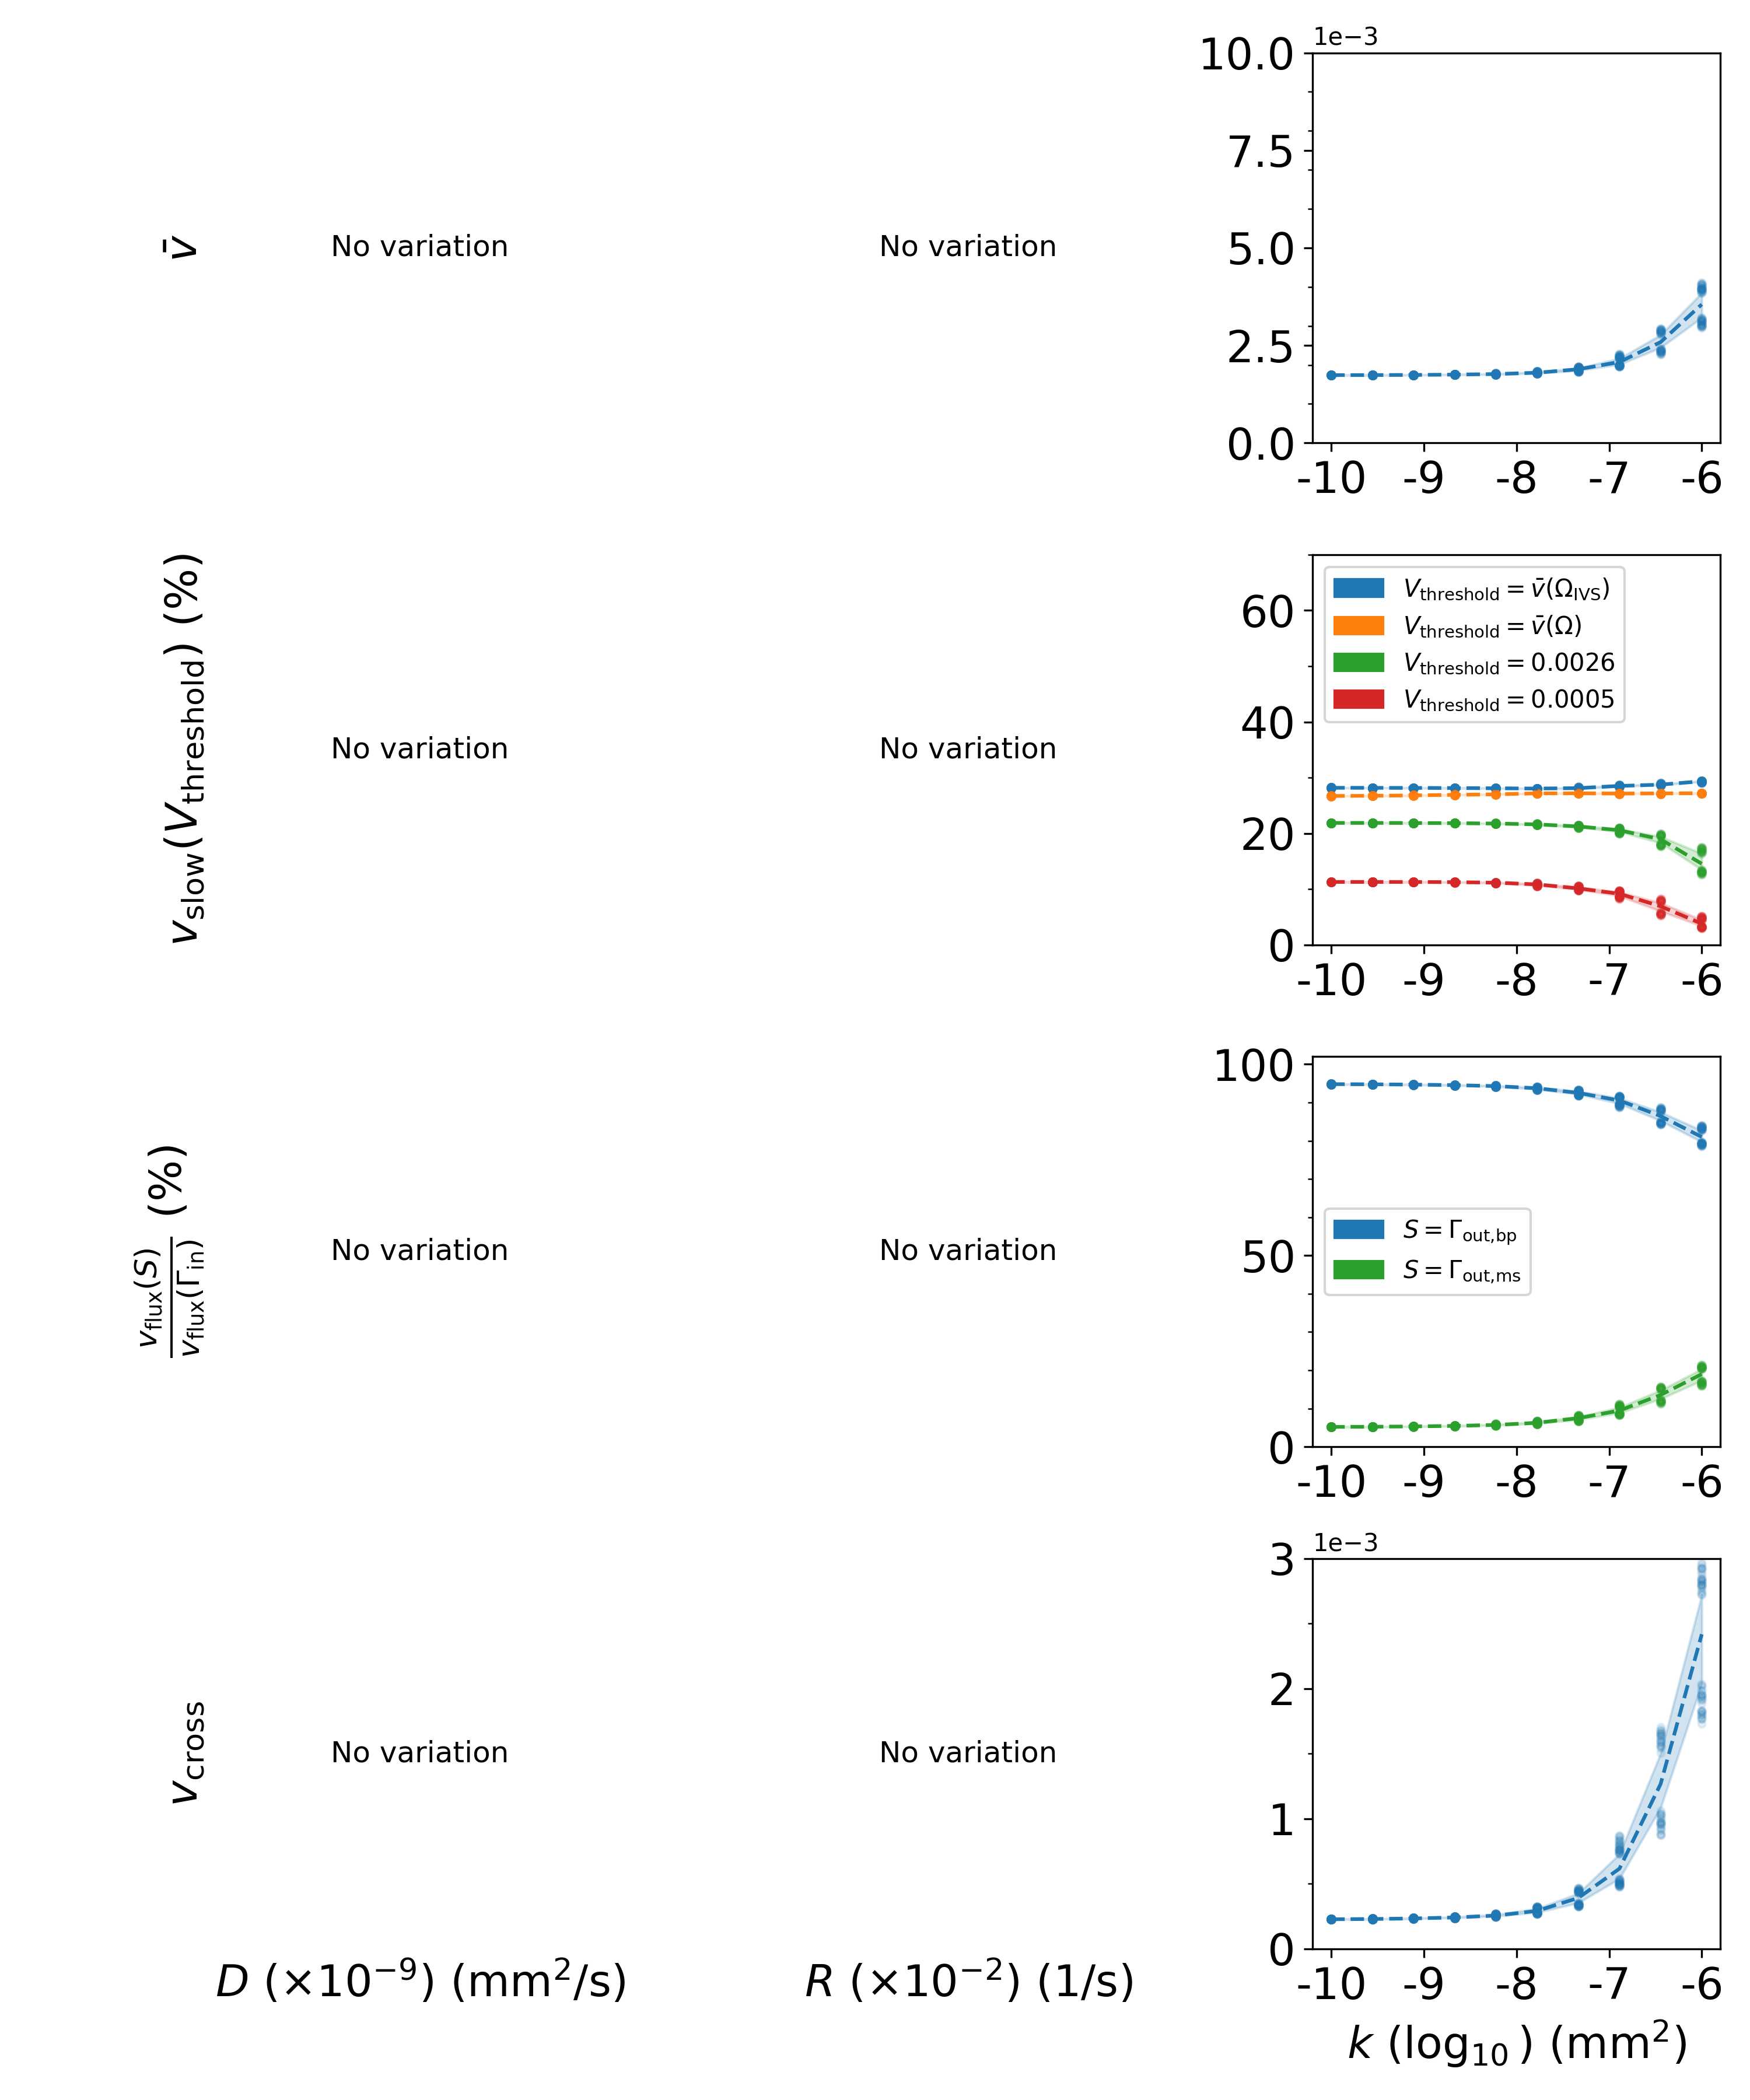 1e−3
10.0
7.5
5.0
2.5
0.0
-10 -9 -8 -7 -6
v̄
No variation
No variation
60
40
20
0
-10 -9 -8 -7 -6
V_threshold = v̄(Ω_IVS)
V_threshold = v̄(Ω)
V_threshold = 0.0026
V_threshold = 0.0005
v_slow(V_threshold) (%)
No variation
No variation
100
50
0
-10 -9 -8 -7 -6
S = Γ_out,bp
S = Γ_out,ms
v_flux(S) / v_flux(Γ_in) (%)
No variation
No variation
1e−3
3
2
1
0
-10 -9 -8 -7 -6
v_cross
No variation
No variation
D (×10⁻⁹) (mm²/s)
R (×10⁻²) (1/s)
k (log₁₀) (mm²)